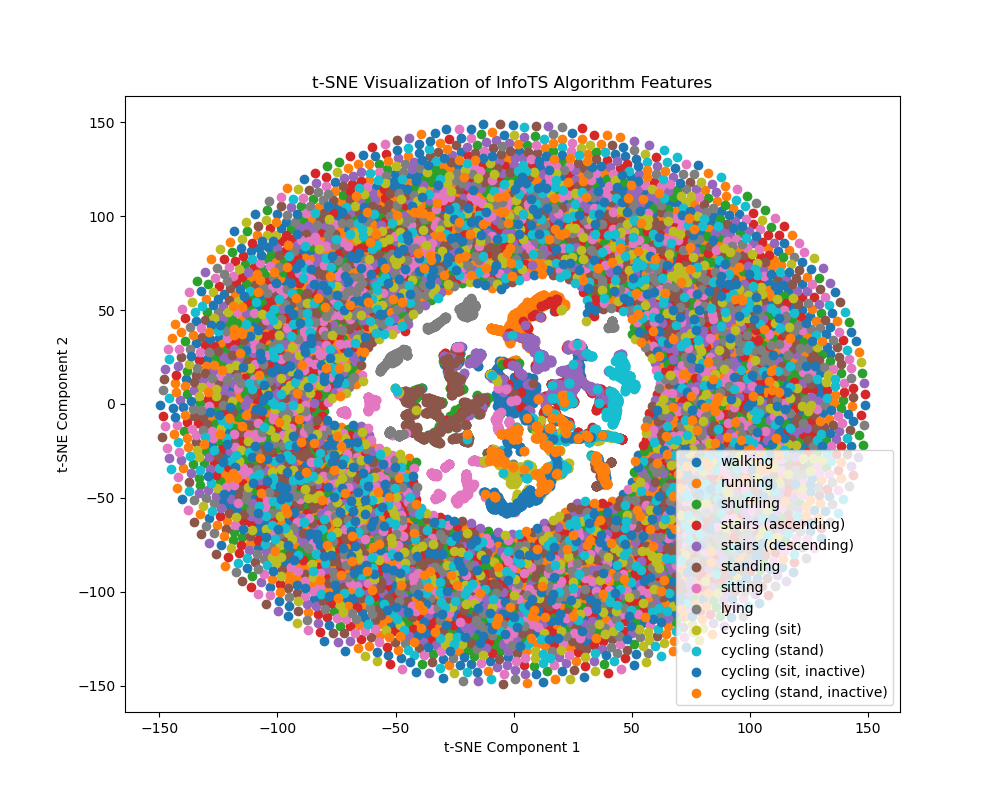 t-SNE Visualization of InfoTS Algorithm Features
150
100
50
0
−50
−100
−150
t-SNE Component 2
walking
running
shuffling
stairs (ascending)
stairs (descending)
standing
sitting
lying
cycling (sit)
cycling (stand)
cycling (sit, inactive)
cycling (stand, inactive)
−150 −100 −50 0 50 100 150
t-SNE Component 1